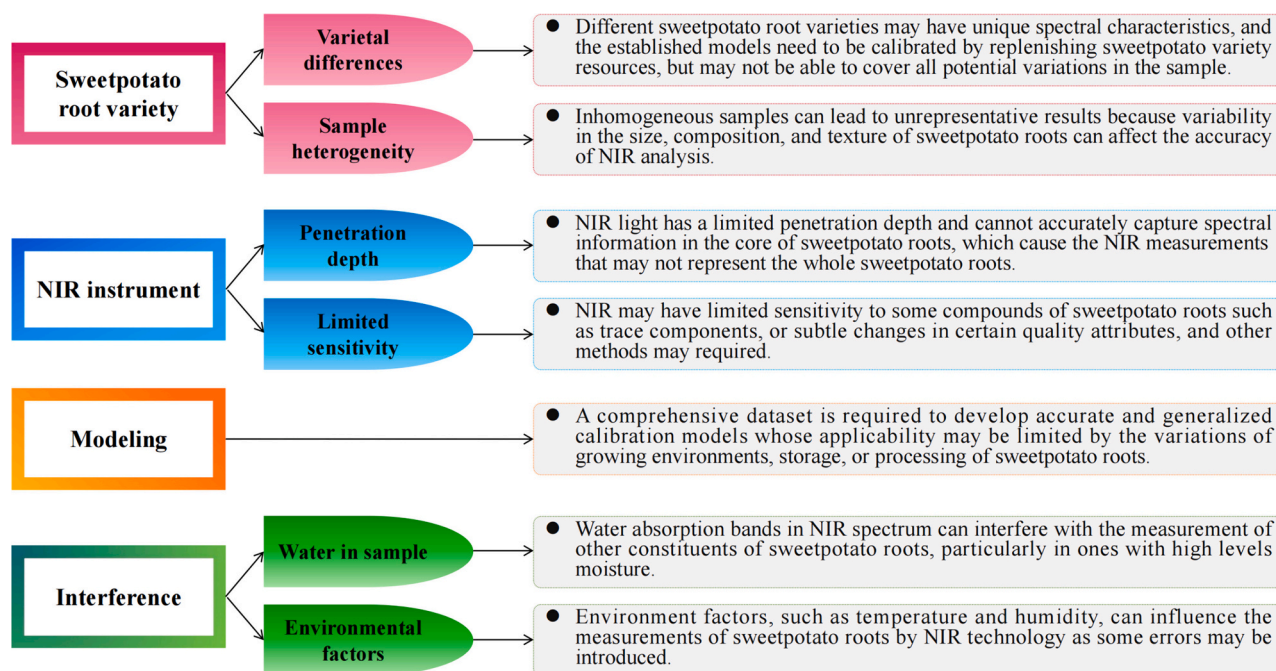 Sweetpotato
root variety
Varietal
differences
● Different sweetpotato root varieties may have unique spectral characteristics, and
the established models need to be calibrated by replenishing sweetpotato variety
resources, but may not be able to cover all potential variations in the sample.
Sample
heterogeneity
● Inhomogeneous samples can lead to unrepresentative results because variability
in the size, composition, and texture of sweetpotato roots can affect the accuracy
of NIR analysis.
NIR instrument
Penetration
depth
● NIR light has a limited penetration depth and cannot accurately capture spectral
information in the core of sweetpotato roots, which cause the NIR measurements
that may not represent the whole sweetpotato roots.
Limited
sensitivity
● NIR may have limited sensitivity to some compounds of sweetpotato roots such
as trace components, or subtle changes in certain quality attributes, and other
methods may required.
Modeling
● A comprehensive dataset is required to develop accurate and generalized
calibration models whose applicability may be limited by the variations of
growing environments, storage, or processing of sweetpotato roots.
Interference
Water in sample
● Water absorption bands in NIR spectrum can interfere with the measurement of
other constituents of sweetpotato roots, particularly in ones with high levels
moisture.
Environmental
factors
● Environment factors, such as temperature and humidity, can influence the
measurements of sweetpotato roots by NIR technology as some errors may be
introduced.